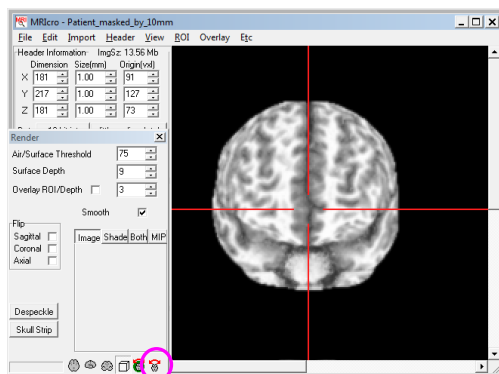 MRIcro - Patient_masked_by_10mm
File Edit Import Header View ROI Overlay Etc
Header Information ImgSz: 13.56 Mb
Dimension Size(mm) Origin(vxl)
X 181 1.00 91
Y 217 1.00 127
Z 181 1.00 73
Render
Air/Surface Threshold 75
Surface Depth 9
Overlay ROI/Depth 3
Smooth
Flip
Sagittal
Coronal
Axial
Image Shade Both MIP
Despeckle
Skull Strip